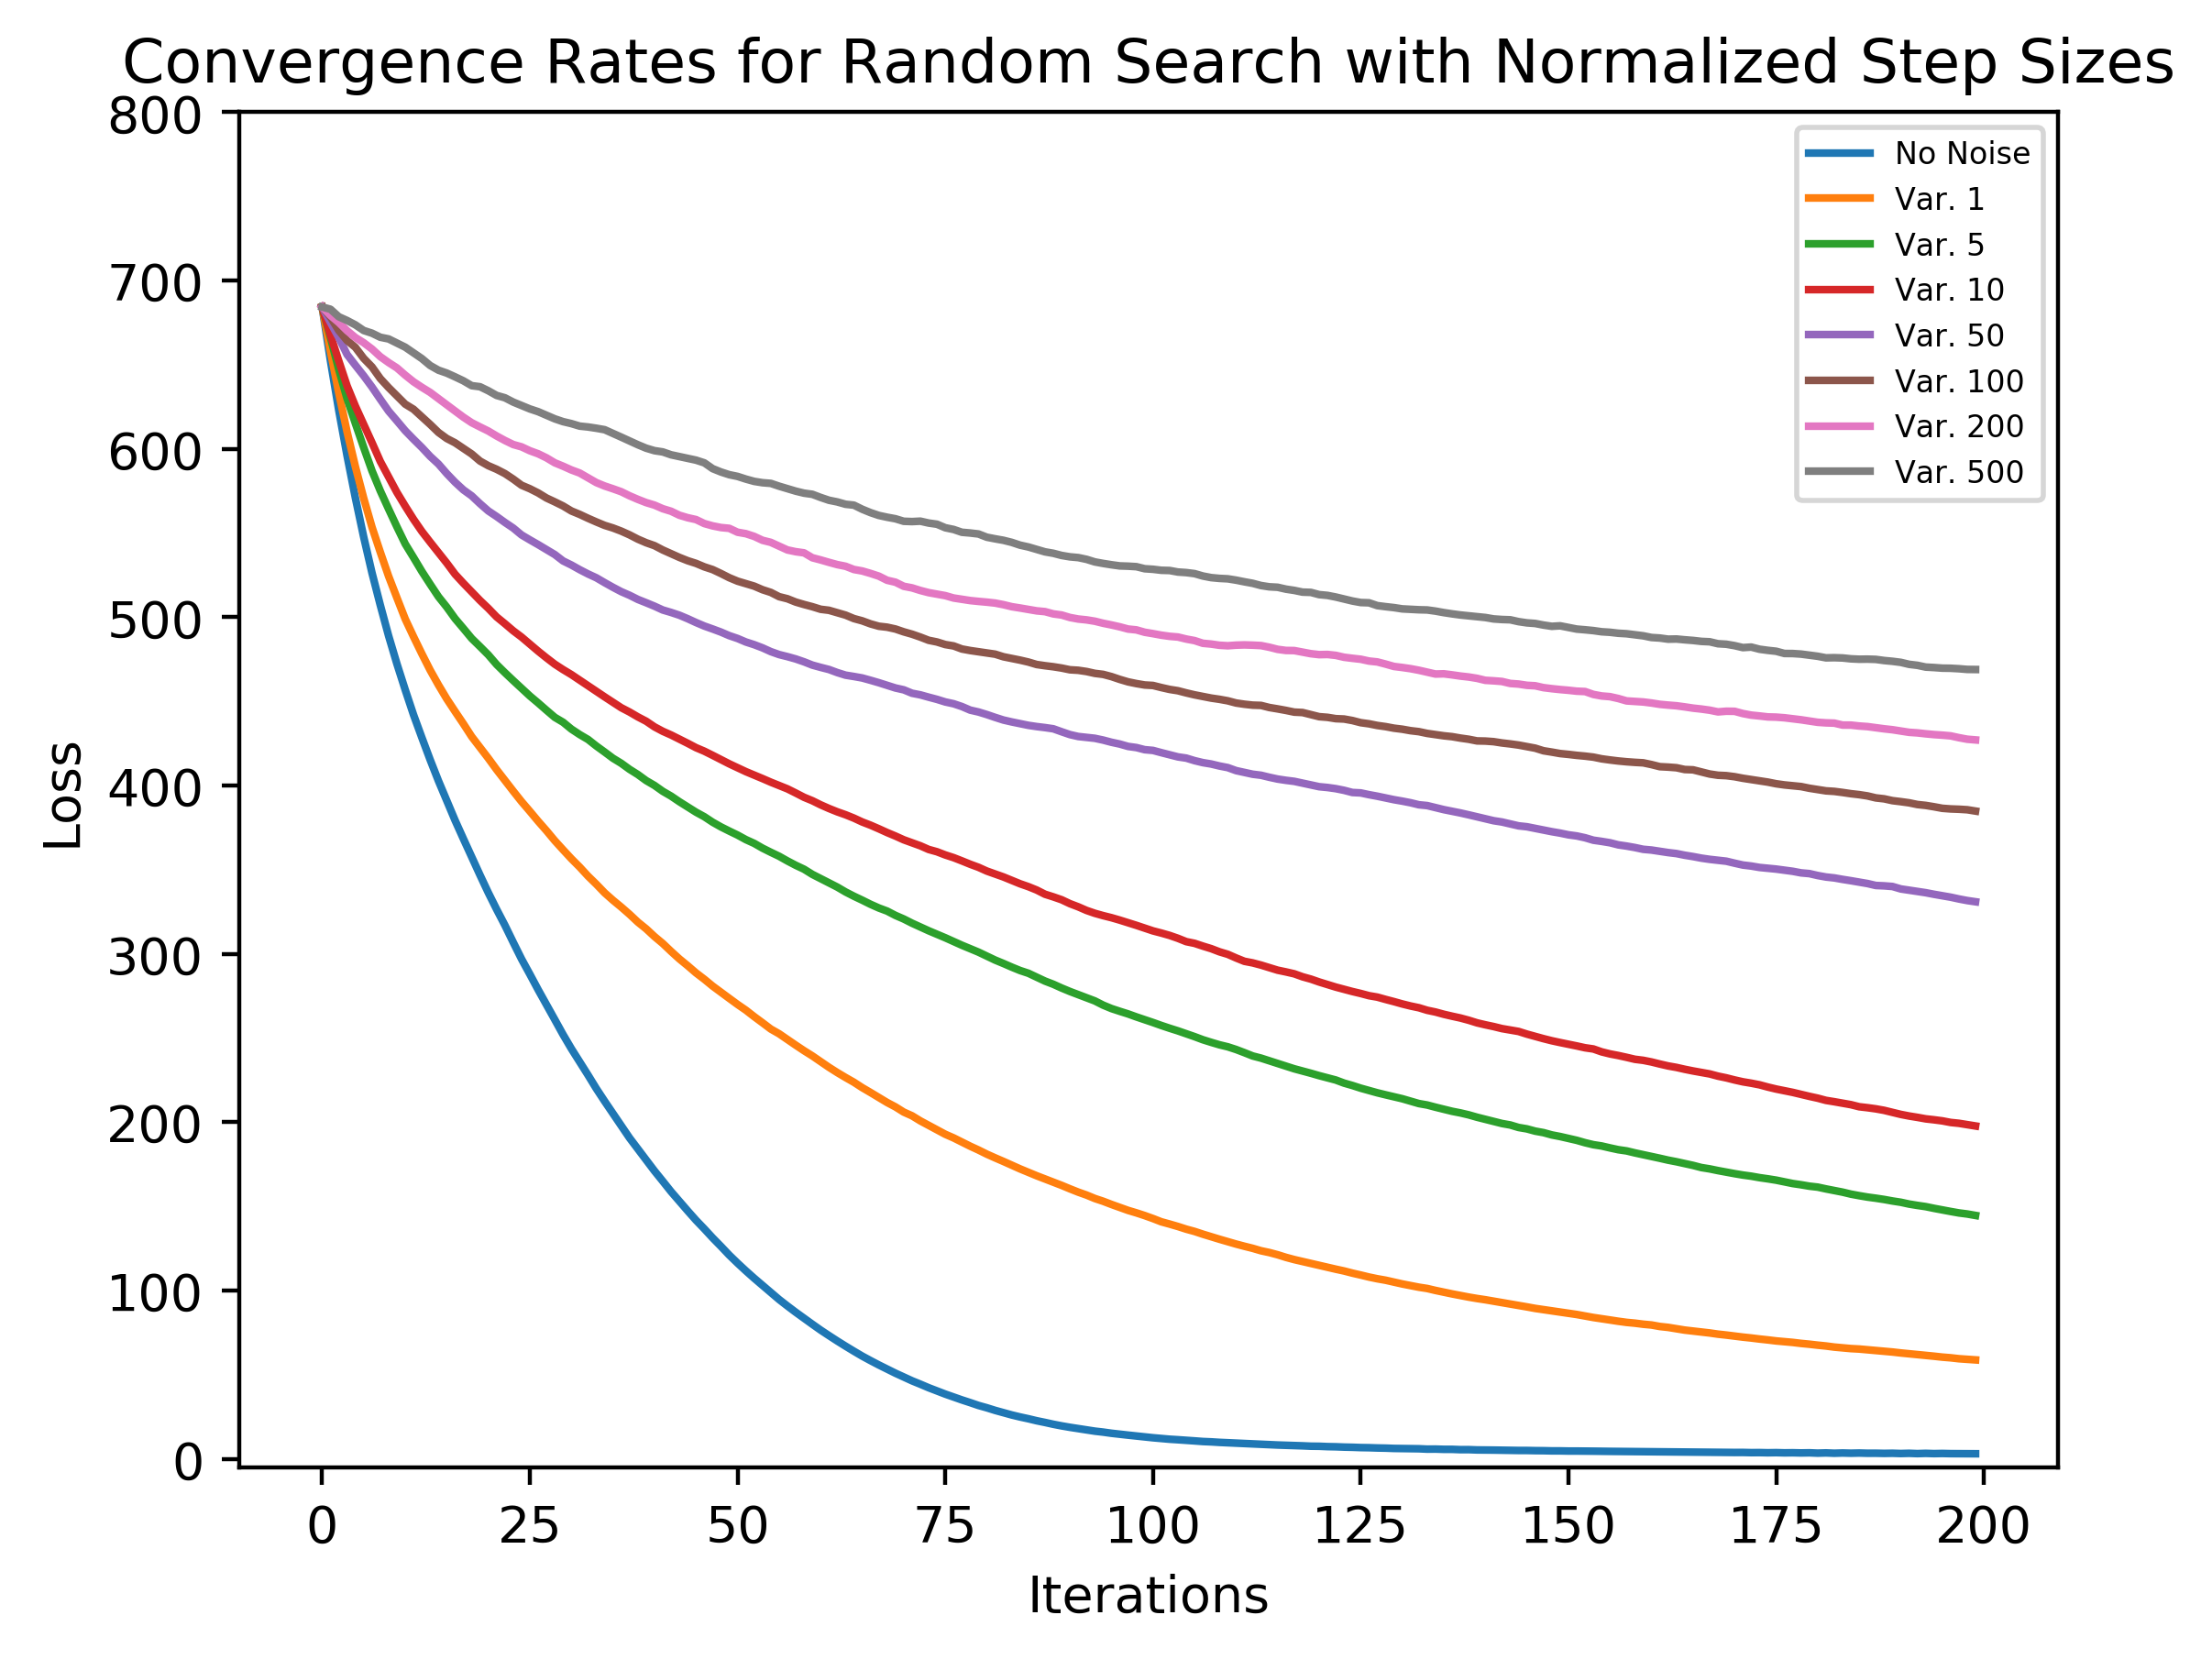 Convergence Rates for Random Search with Normalized Step Sizes
800
700
600
500
400
300
200
100
0
Loss
No Noise
Var. 1
Var. 5
Var. 10
Var. 50
Var. 100
Var. 200
Var. 500
0 25 50 75 100 125 150 175 200
Iterations